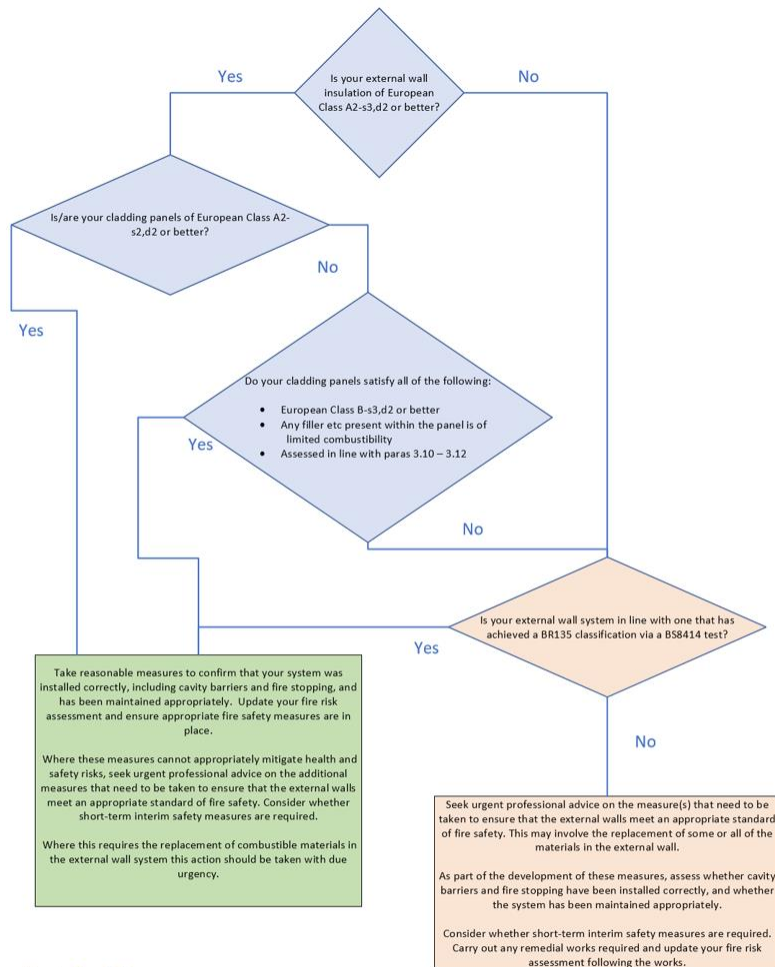 Is your external wall
insulation of European
Class A2-s3,d2 or better?
Yes
No
Is/are your cladding panels of European Class A2-
s2,d2 or better?
Yes
No
Do your cladding panels satisfy all of the following:
• European Class B-s3,d2 or better
• Any filler etc present within the panel is of
limited combustibility
• Assessed in line with paras 3.10 – 3.12
Yes
No
Is your external wall system in line with one that has
achieved a BR135 classification via a BS8414 test?
Yes
No
Take reasonable measures to confirm that your system was
installed correctly, including cavity barriers and fire stopping, and
has been maintained appropriately. Update your fire risk
assessment and ensure appropriate fire safety measures are in
place.
Where these measures cannot appropriately mitigate health and
safety risks, seek urgent professional advice on the additional
measures that need to be taken to ensure that the external walls
meet an appropriate standard of fire safety. Consider whether
short-term interim safety measures are required.
Where this requires the replacement of combustible materials in
the external wall system this action should be taken with due
urgency.
Seek urgent professional advice on the measure(s) that need to be
taken to ensure that the external walls meet an appropriate standard
of fire safety. This may involve the replacement of some or all of the
materials in the external wall.
As part of the development of these measures, assess whether cavity
barriers and fire stopping have been installed correctly, and whether
the system has been maintained appropriately.
Consider whether short-term interim safety measures are required.
Carry out any remedial works required and update your fire risk
assessment following the works.